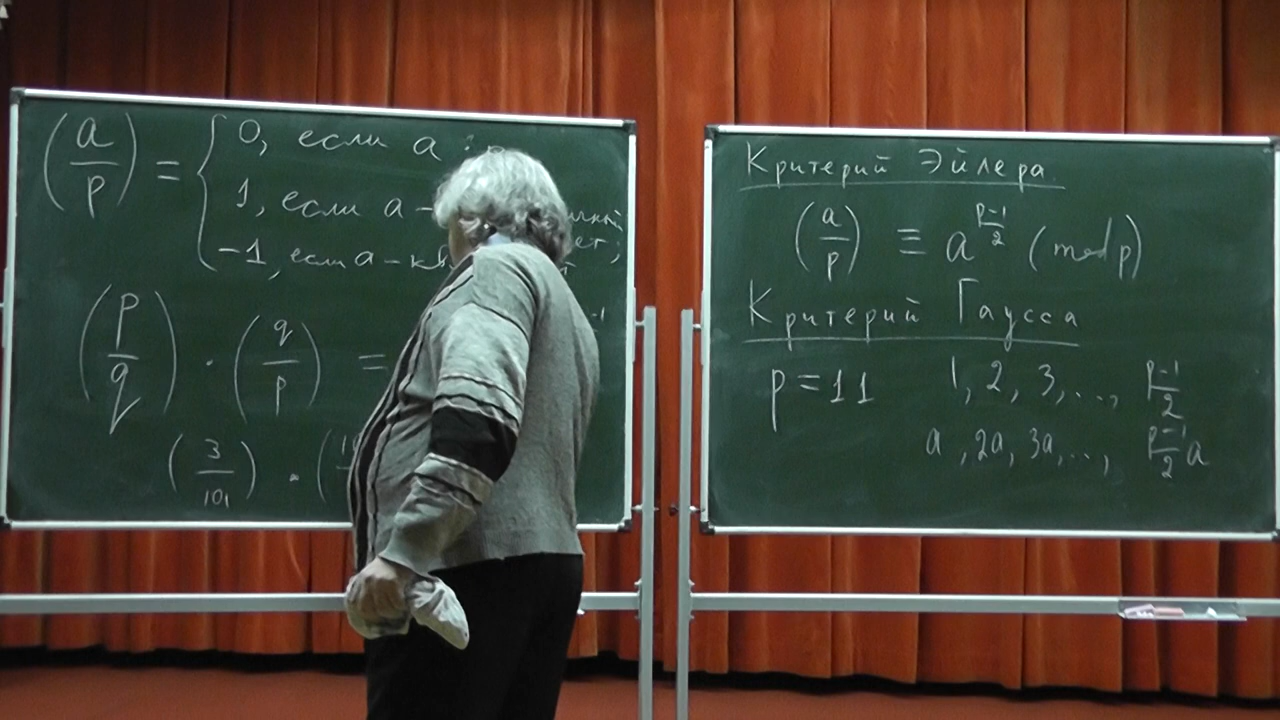 (a/p) = { 0, если a ⋮ p
1, если a –
-1, если a – кв
(p/q) · (q/p) =
(3/101) · (
Критерий Эйлера.
(a/p) ≡ a^((p-1)/2) (mod p)
Критерий Гаусса
p = 11 1, 2, 3, ..., (p-1)/2
a, 2a, 3a, ..., (p-1)/2 a